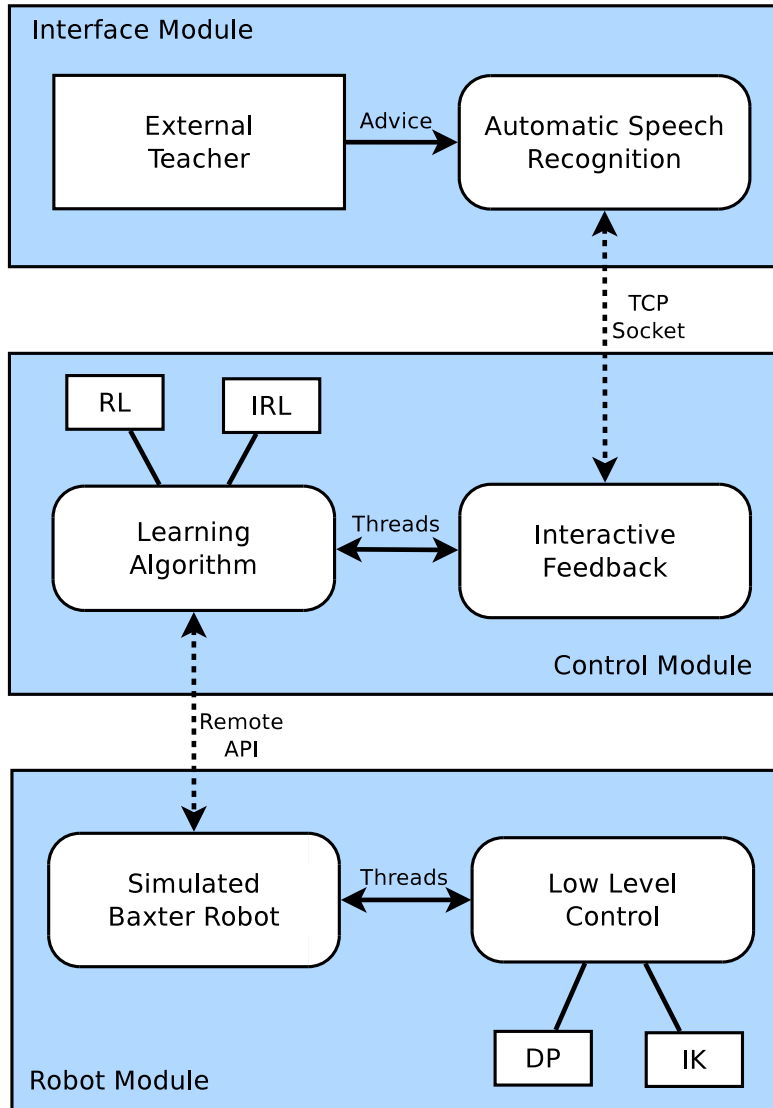 Interface Module
External
Teacher
Advice
Automatic Speech
Recognition
TCP
Socket
RL
IRL
Learning
Algorithm
Threads
Interactive
Feedback
Control Module
Remote
API
Simulated
Baxter Robot
Threads
Low Level
Control
DP
IK
Robot Module